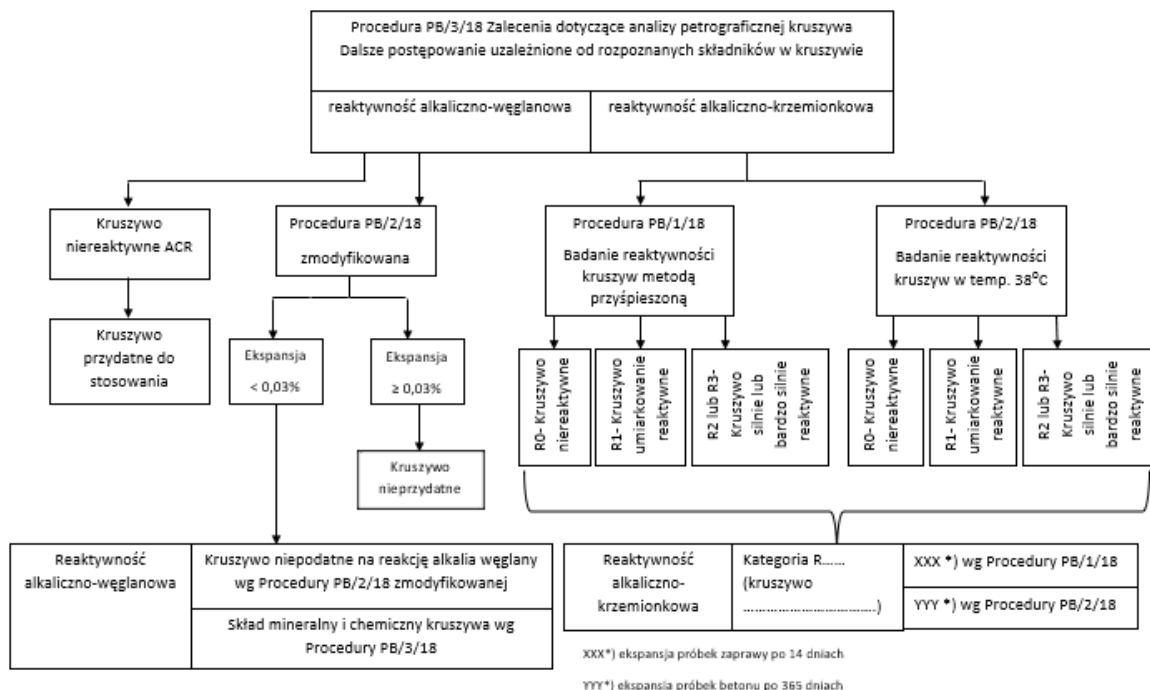 Procedura PB/3/18 Zalecenia dotyczące analizy petrograficznej kruszywa
Dalsze postępowanie uzależnione od rozpoznanych składników w kruszywie
reaktywność alkaliczno-węglanowa
reaktywność alkaliczno-krzemionkowa
Kruszywo
niereaktywne ACR
Kruszywo
przydatne do
stosowania
Procedura PB/2/18
zmodyfikowana
Ekspansja
< 0,03%
Ekspansja
≥ 0,03%
Kruszywo
nieprzydatne
Procedura PB/1/18
Badanie reaktywności
kruszyw metodą
przyśpieszoną
Procedura PB/2/18
Badanie reaktywności
kruszyw w temp. 38°C
R0- Kruszywo
niereaktywne
R1- Kruszywo
umiarkowanie
reaktywne
R2 lub R3-
Kruszywo
silnie lub
bardzo silnie
reaktywne
R0- Kruszywo
niereaktywne
R1- Kruszywo
umiarkowanie
reaktywne
R2 lub R3-
Kruszywo
silnie lub
bardzo silnie
reaktywne
Reaktywność
alkaliczno-węglanowa
Kruszywo niepodatne na reakcję alkalia węglany
wg Procedury PB/2/18 zmodyfikowanej
Skład mineralny i chemiczny kruszywa wg
Procedury PB/3/18
Reaktywność
alkaliczno-
krzemionkowa
Kategoria R......
(kruszywo
....................................)
XXX *) wg Procedury PB/1/18
YYY *) wg Procedury PB/2/18
XXX*) ekspansja próbek zaprawy po 14 dniach
YYY*) ekspansja próbek betonu po 365 dniach